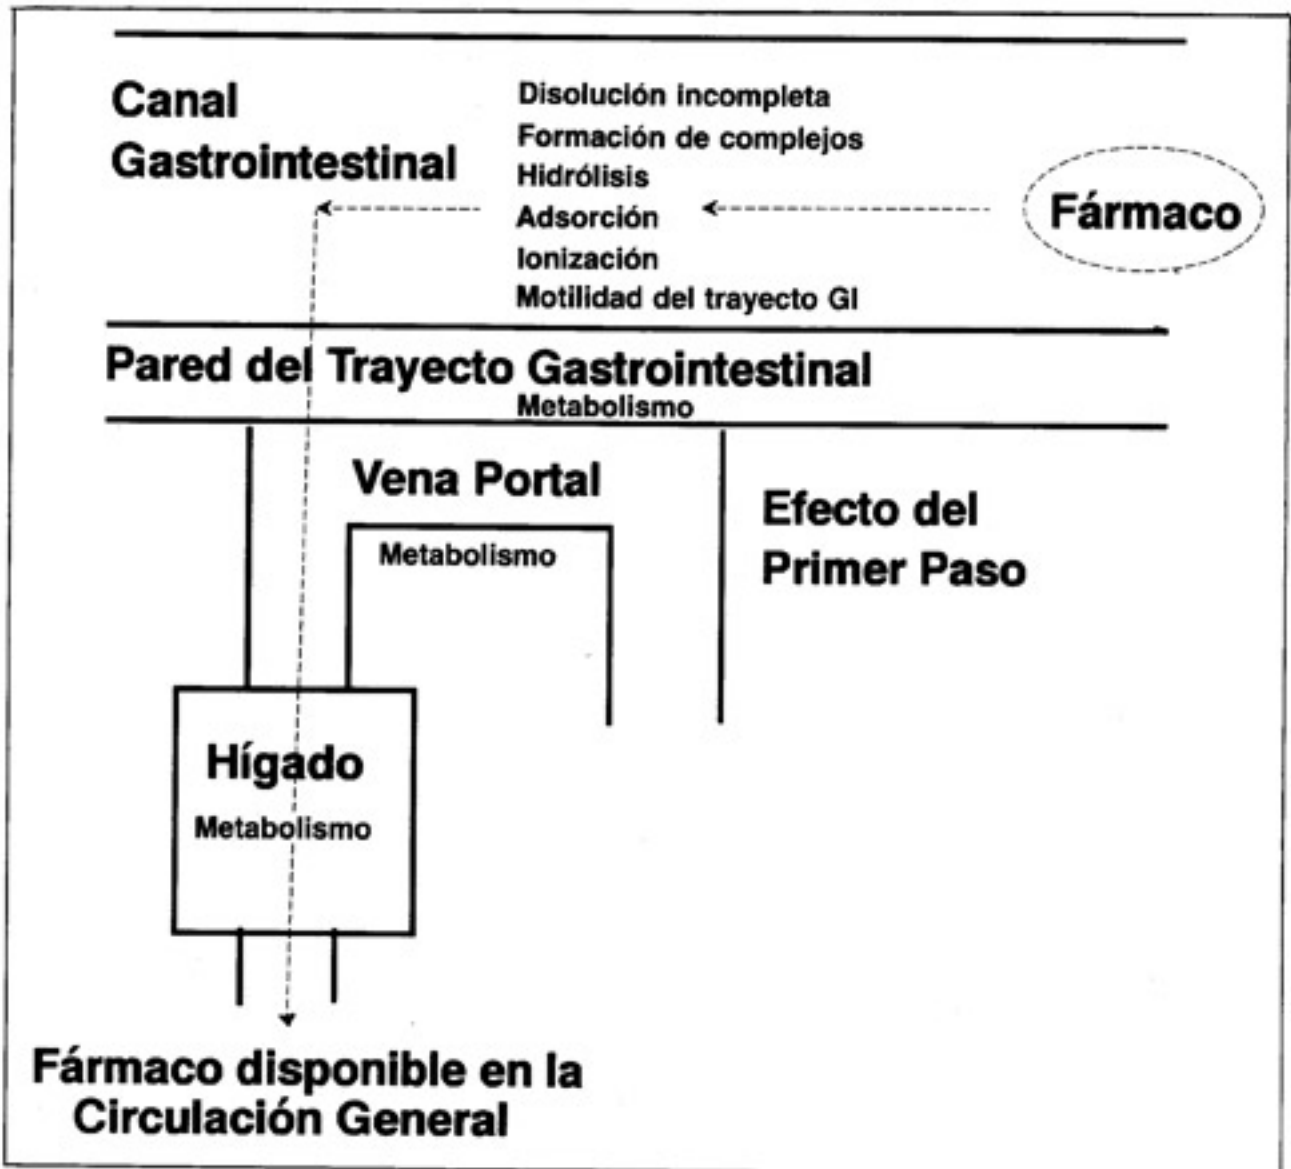 Canal
Gastrointestinal
Disolución incompleta
Formación de complejos
Hidrólisis
Adsorción
Ionización
Motilidad del trayecto GI
Fármaco
Pared del Trayecto Gastrointestinal
Metabolismo
Vena Portal
Metabolismo
Efecto del
Primer Paso
Hígado
Metabolismo
Fármaco disponible en la
Circulación General